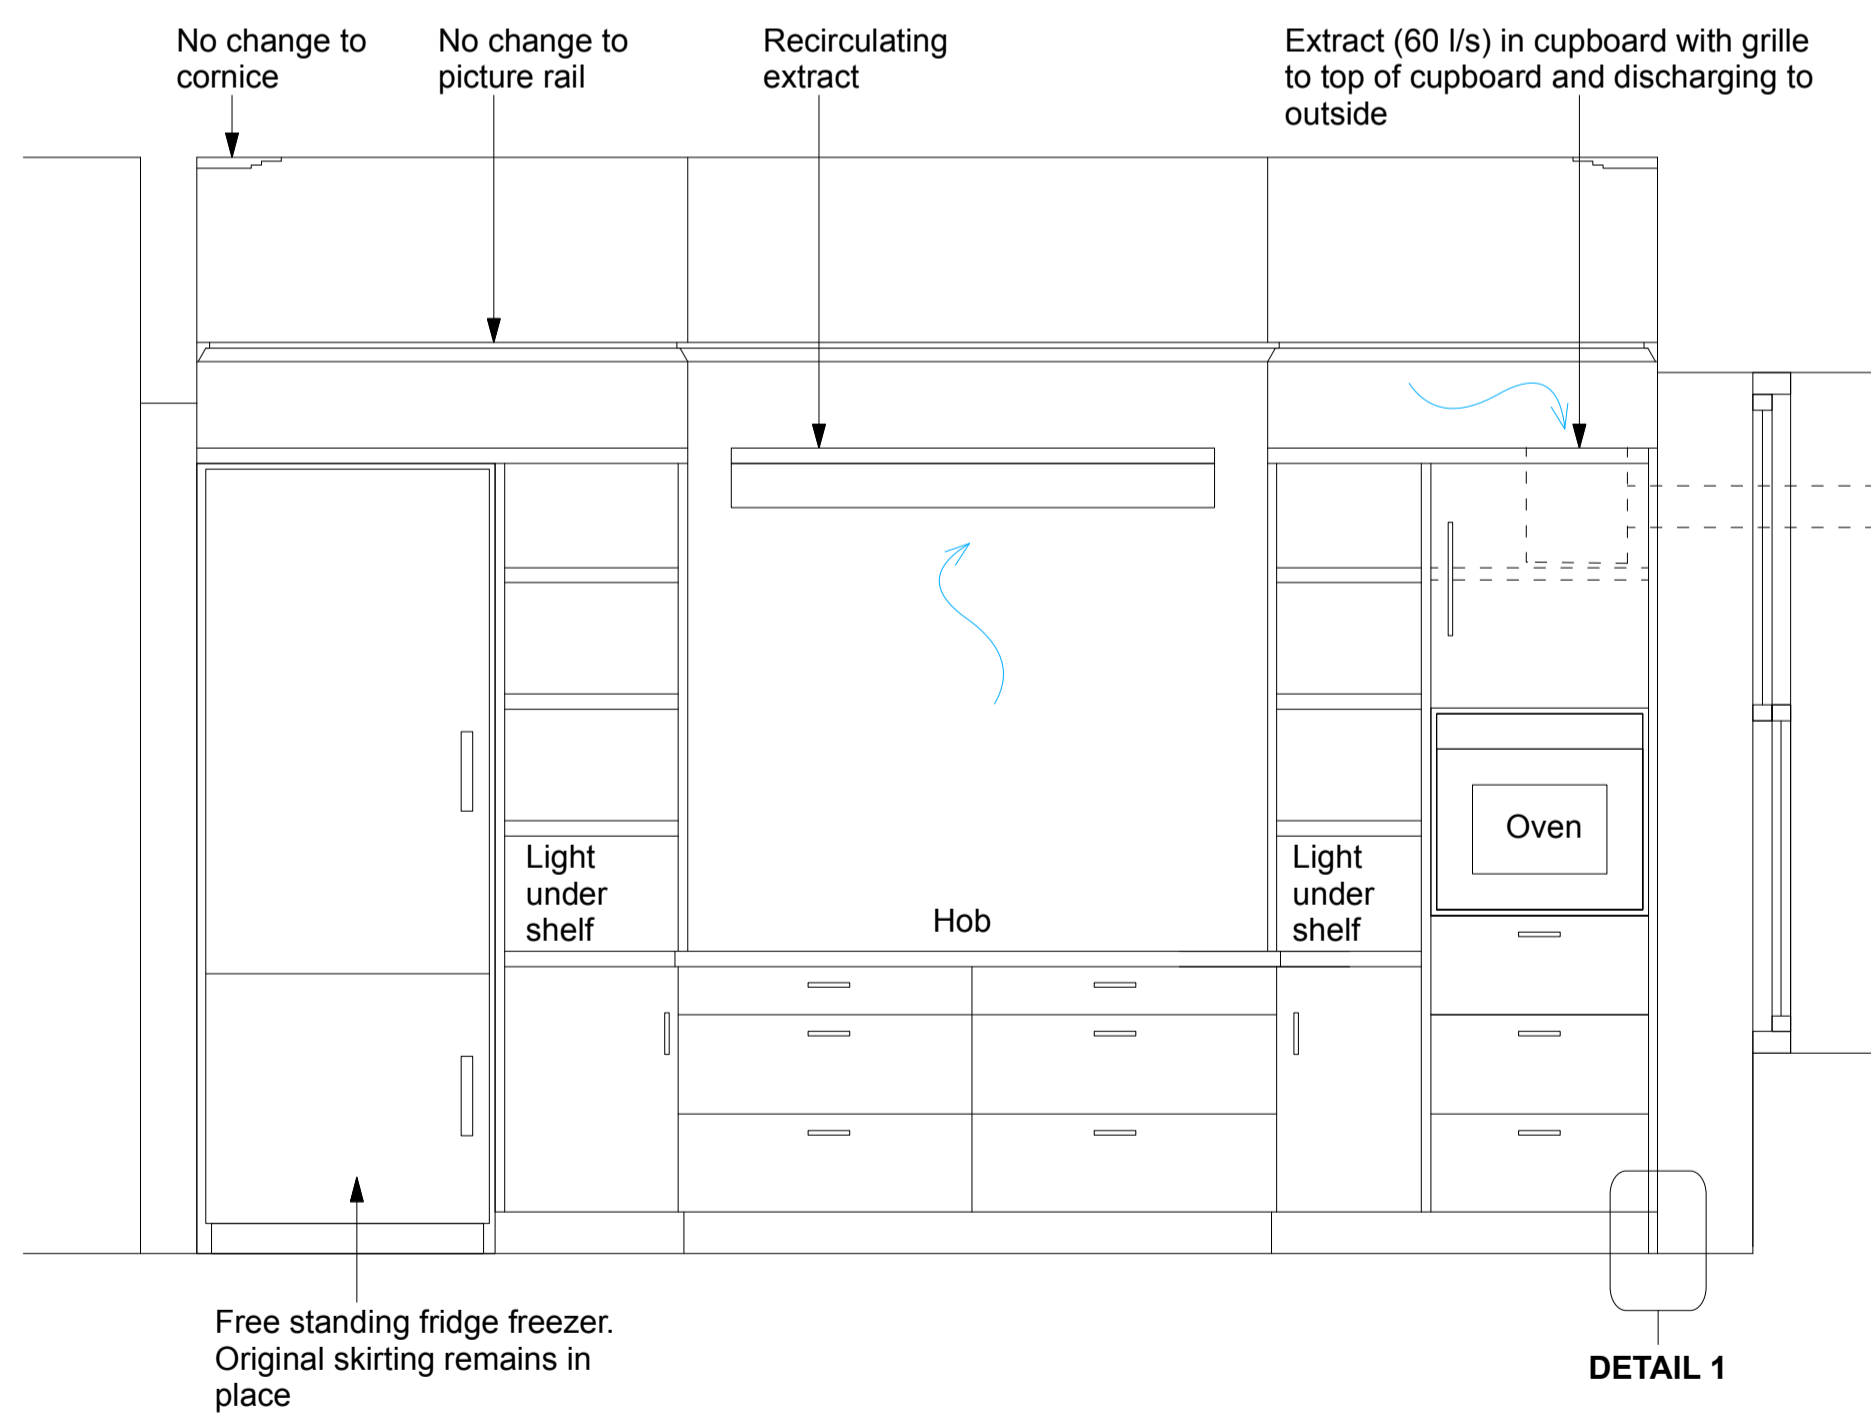 No change to
cornice
No change to
picture rail
Recirculating
extract
Extract (60 l/s) in cupboard with grille
to top of cupboard and discharging to
outside
Oven
Light
under
shelf
Hob
Light
under
shelf
Free standing fridge freezer.
Original skirting remains in
place
DETAIL 1